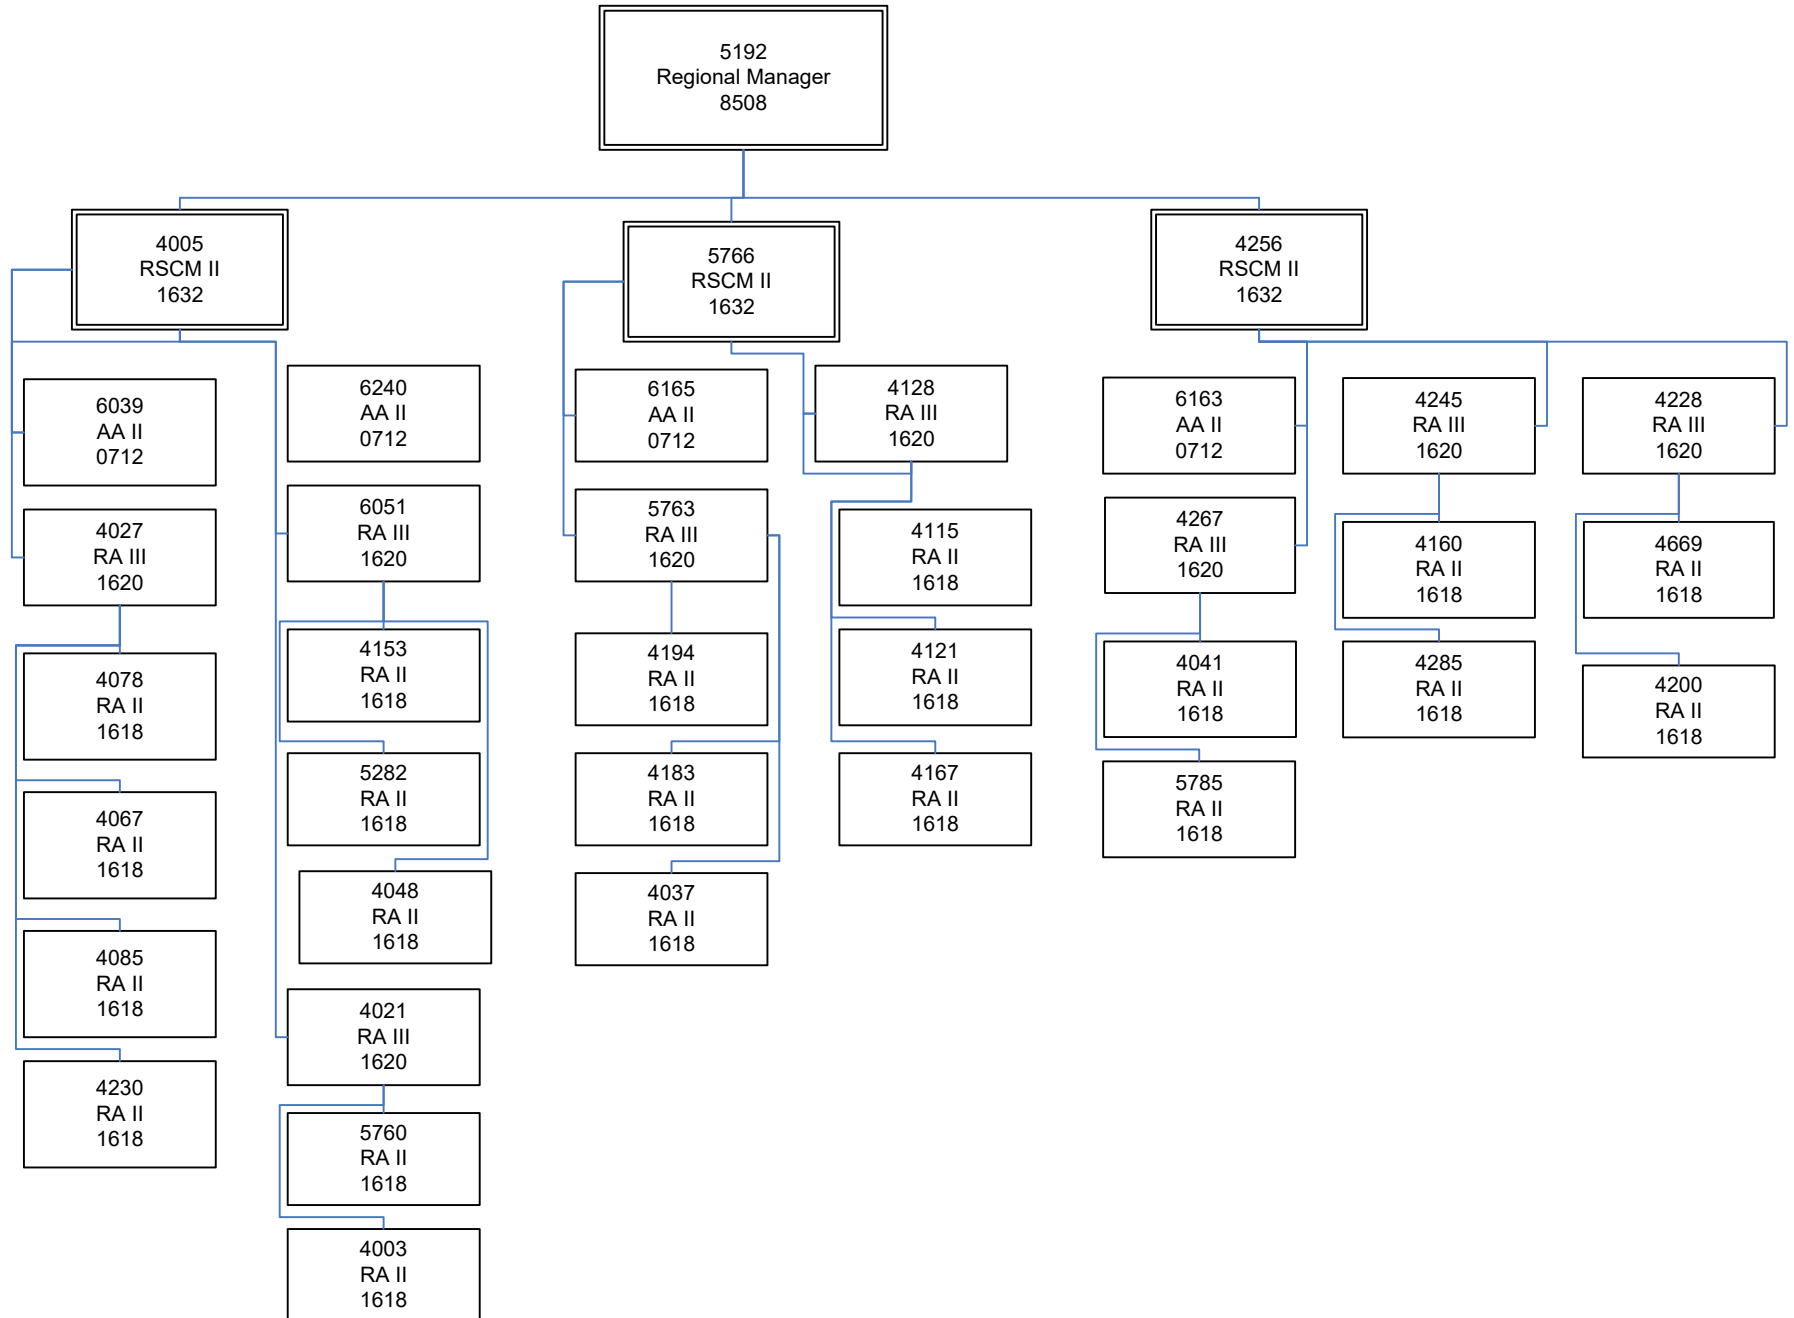 5192
Regional Manager
8508
4005
RSCM II
1632
5766
RSCM II
1632
4256
RSCM II
1632
6039
AA II
0712
4027
RA III
1620
4078
RA II
1618
4067
RA II
1618
4085
RA II
1618
4230
RA II
1618
6240
AA II
0712
6051
RA III
1620
4153
RA II
1618
5282
RA II
1618
4048
RA II
1618
4021
RA III
1620
5760
RA II
1618
4003
RA II
1618
6165
AA II
0712
5763
RA III
1620
4194
RA II
1618
4183
RA II
1618
4037
RA II
1618
4128
RA III
1620
4115
RA II
1618
4121
RA II
1618
4167
RA II
1618
6163
AA II
0712
4267
RA III
1620
4041
RA II
1618
5785
RA II
1618
4245
RA III
1620
4160
RA II
1618
4285
RA II
1618
4228
RA III
1620
4669
RA II
1618
4200
RA II
1618